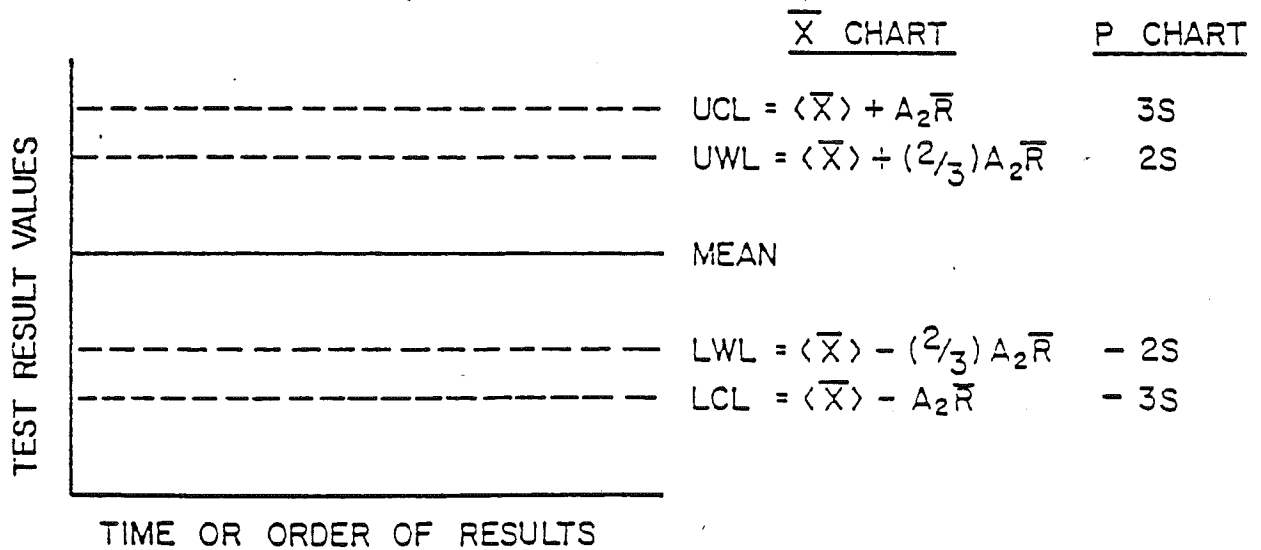 X̅ CHART P CHART
UCL = ⟨X̅⟩ + A₂R̅ 3S
UWL = ⟨X̅⟩ ÷ (2/3)A₂R̅ 2S
MEAN
LWL = ⟨X̅⟩ − (2/3)A₂R̅ − 2S
LCL = ⟨X̅⟩ − A₂R̅ − 3S
TEST RESULT VALUES
TIME OR ORDER OF RESULTS